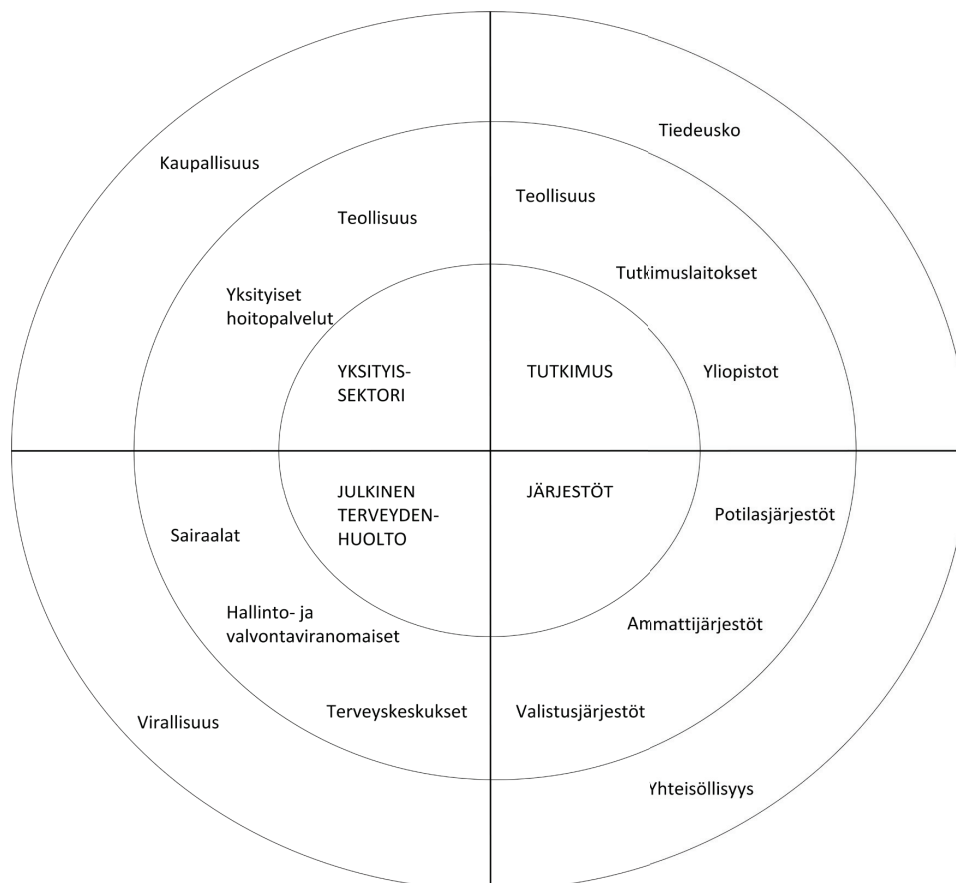 Tiedeusko
Kaupallisuus
Teollisuus
Teollisuus
Tutkimuslaitokset
Yksityiset
hoitopalvelut
YKSITYIS-
SEKTORI
TUTKIMUS
Yliopistot
JULKINEN
TERVEYDEN-
HUOLTO
JÄRJESTÖT
Potilasjärjestöt
Sairaalat
Hallinto- ja
valvontaviranomaiset
Ammattijärjestöt
Terveyskeskukset
Valistusjärjestöt
Virallisuus
Yhteisöllisyys